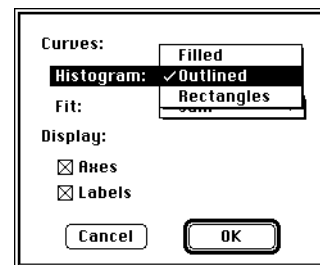 Curves:
Filled
Histogram: ✓Outlined
Rectangles
Fit:
Display:
Axes
Labels
Cancel OK